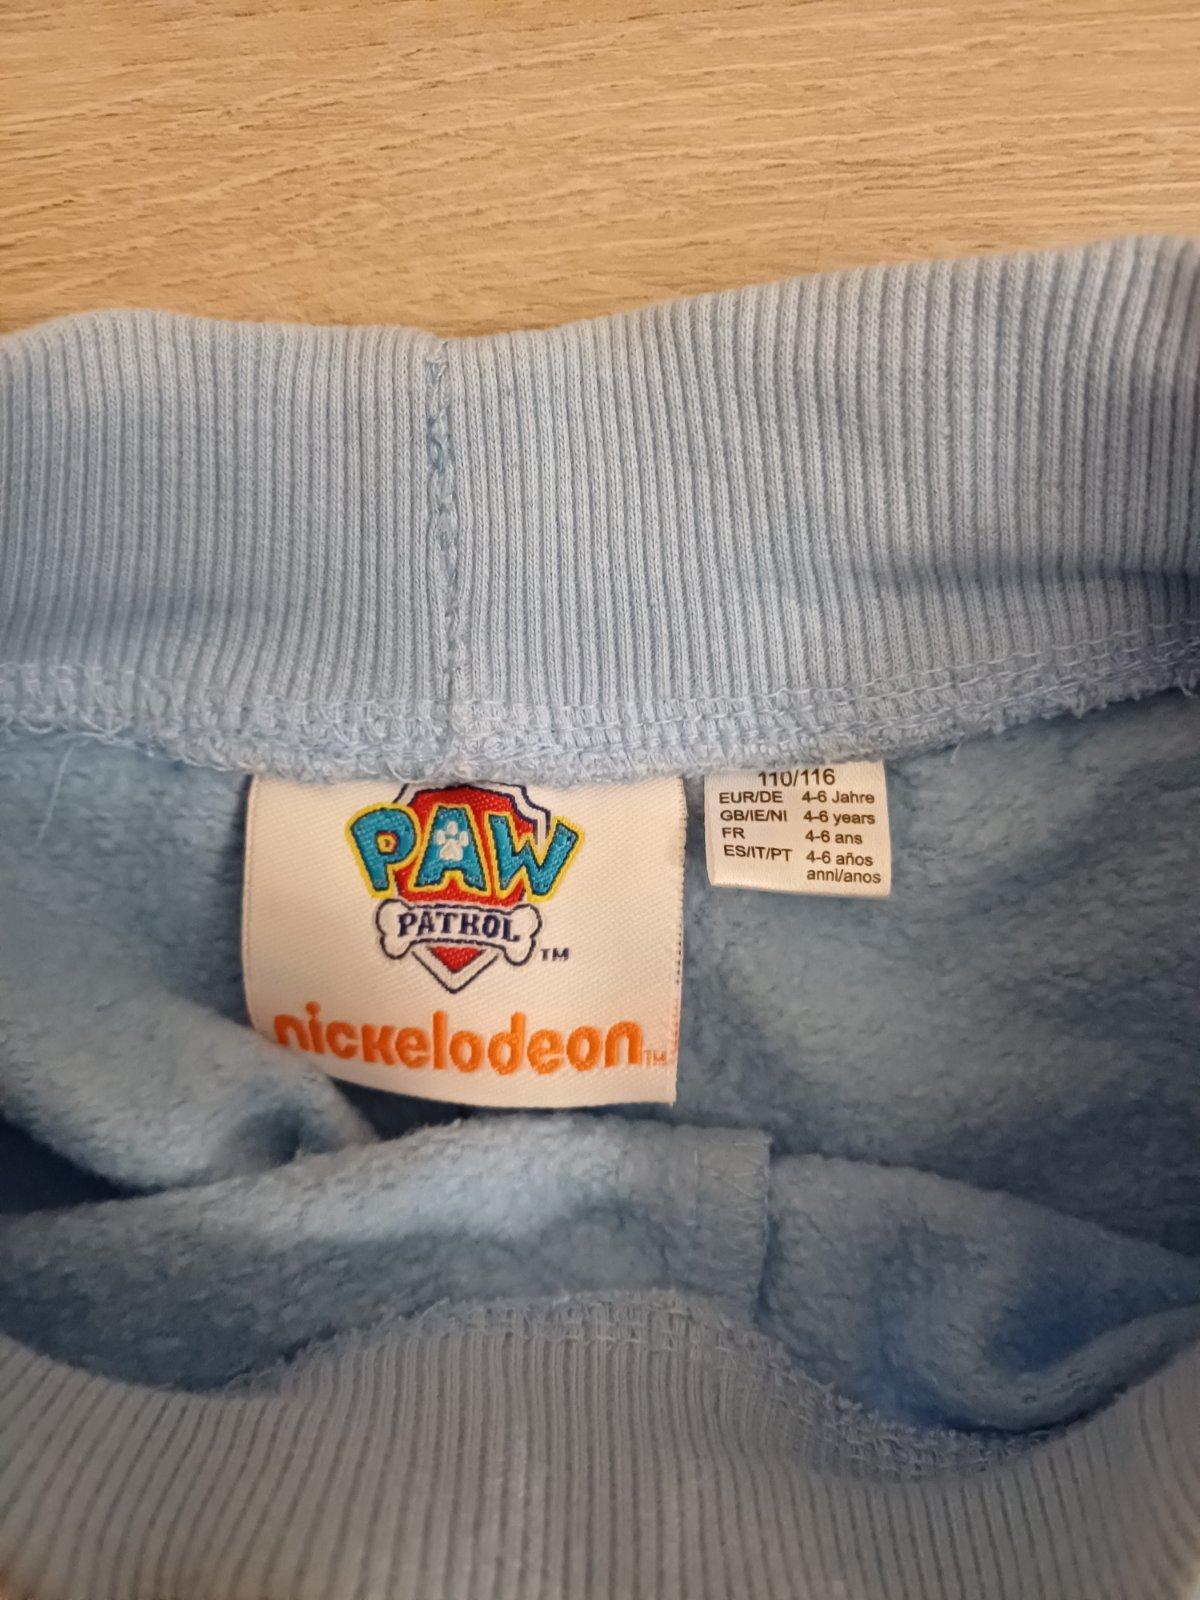 PAW
PATROL
TM
nickelodeon
TM
110/116
EUR/DE 4-6 Jahre
GB/IE/NI 4-6 years
FR 4-6 ans
ES/IT/PT 4-6 años
anni/anos